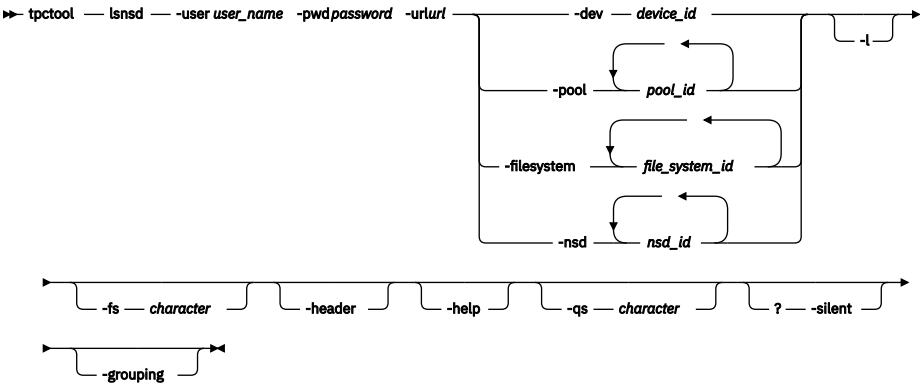 tpctool lsnsd -user user_name -pwd password -url url -dev device_id
-l
-pool pool_id
-filesystem file_system_id
-nsd nsd_id
-fs character -header -help -qs character ? -silent
-grouping